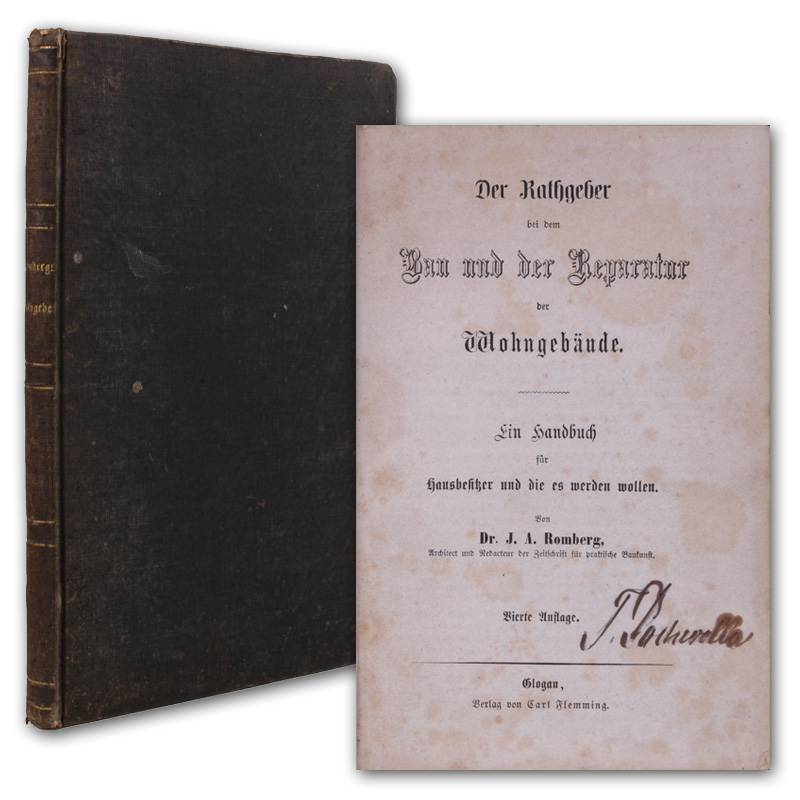 Der Rathgeber
bei dem
Bau und der Reparatur
der
Wohngebäude.
Ein Handbuch
für
Hausbesitzer und die es werden wollen.
Von
Dr. J. A. Romberg,
Architect und Redacteur der Zeitschrift für praktische Baukunst.
Vierte Auflage.
Glogau,
Verlag von Carl Flemming.